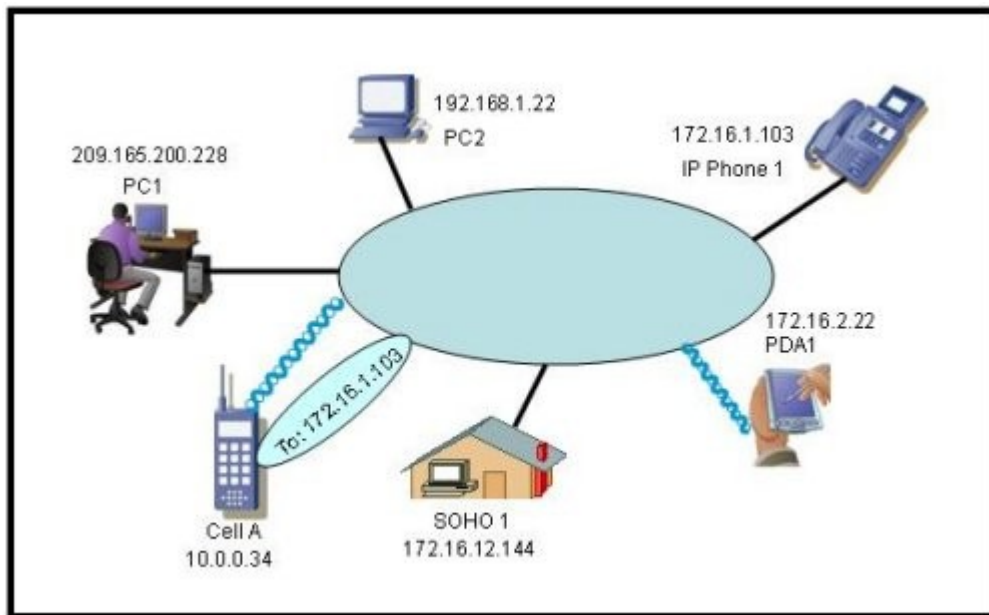 192.168.1.22
PC2
172.16.1.103
IP Phone 1
209.165.200.228
PC1
172.16.2.22
PDA1
To: 172.16.1.103
Cell A
10.0.0.34
SOHO 1
172.16.12.144